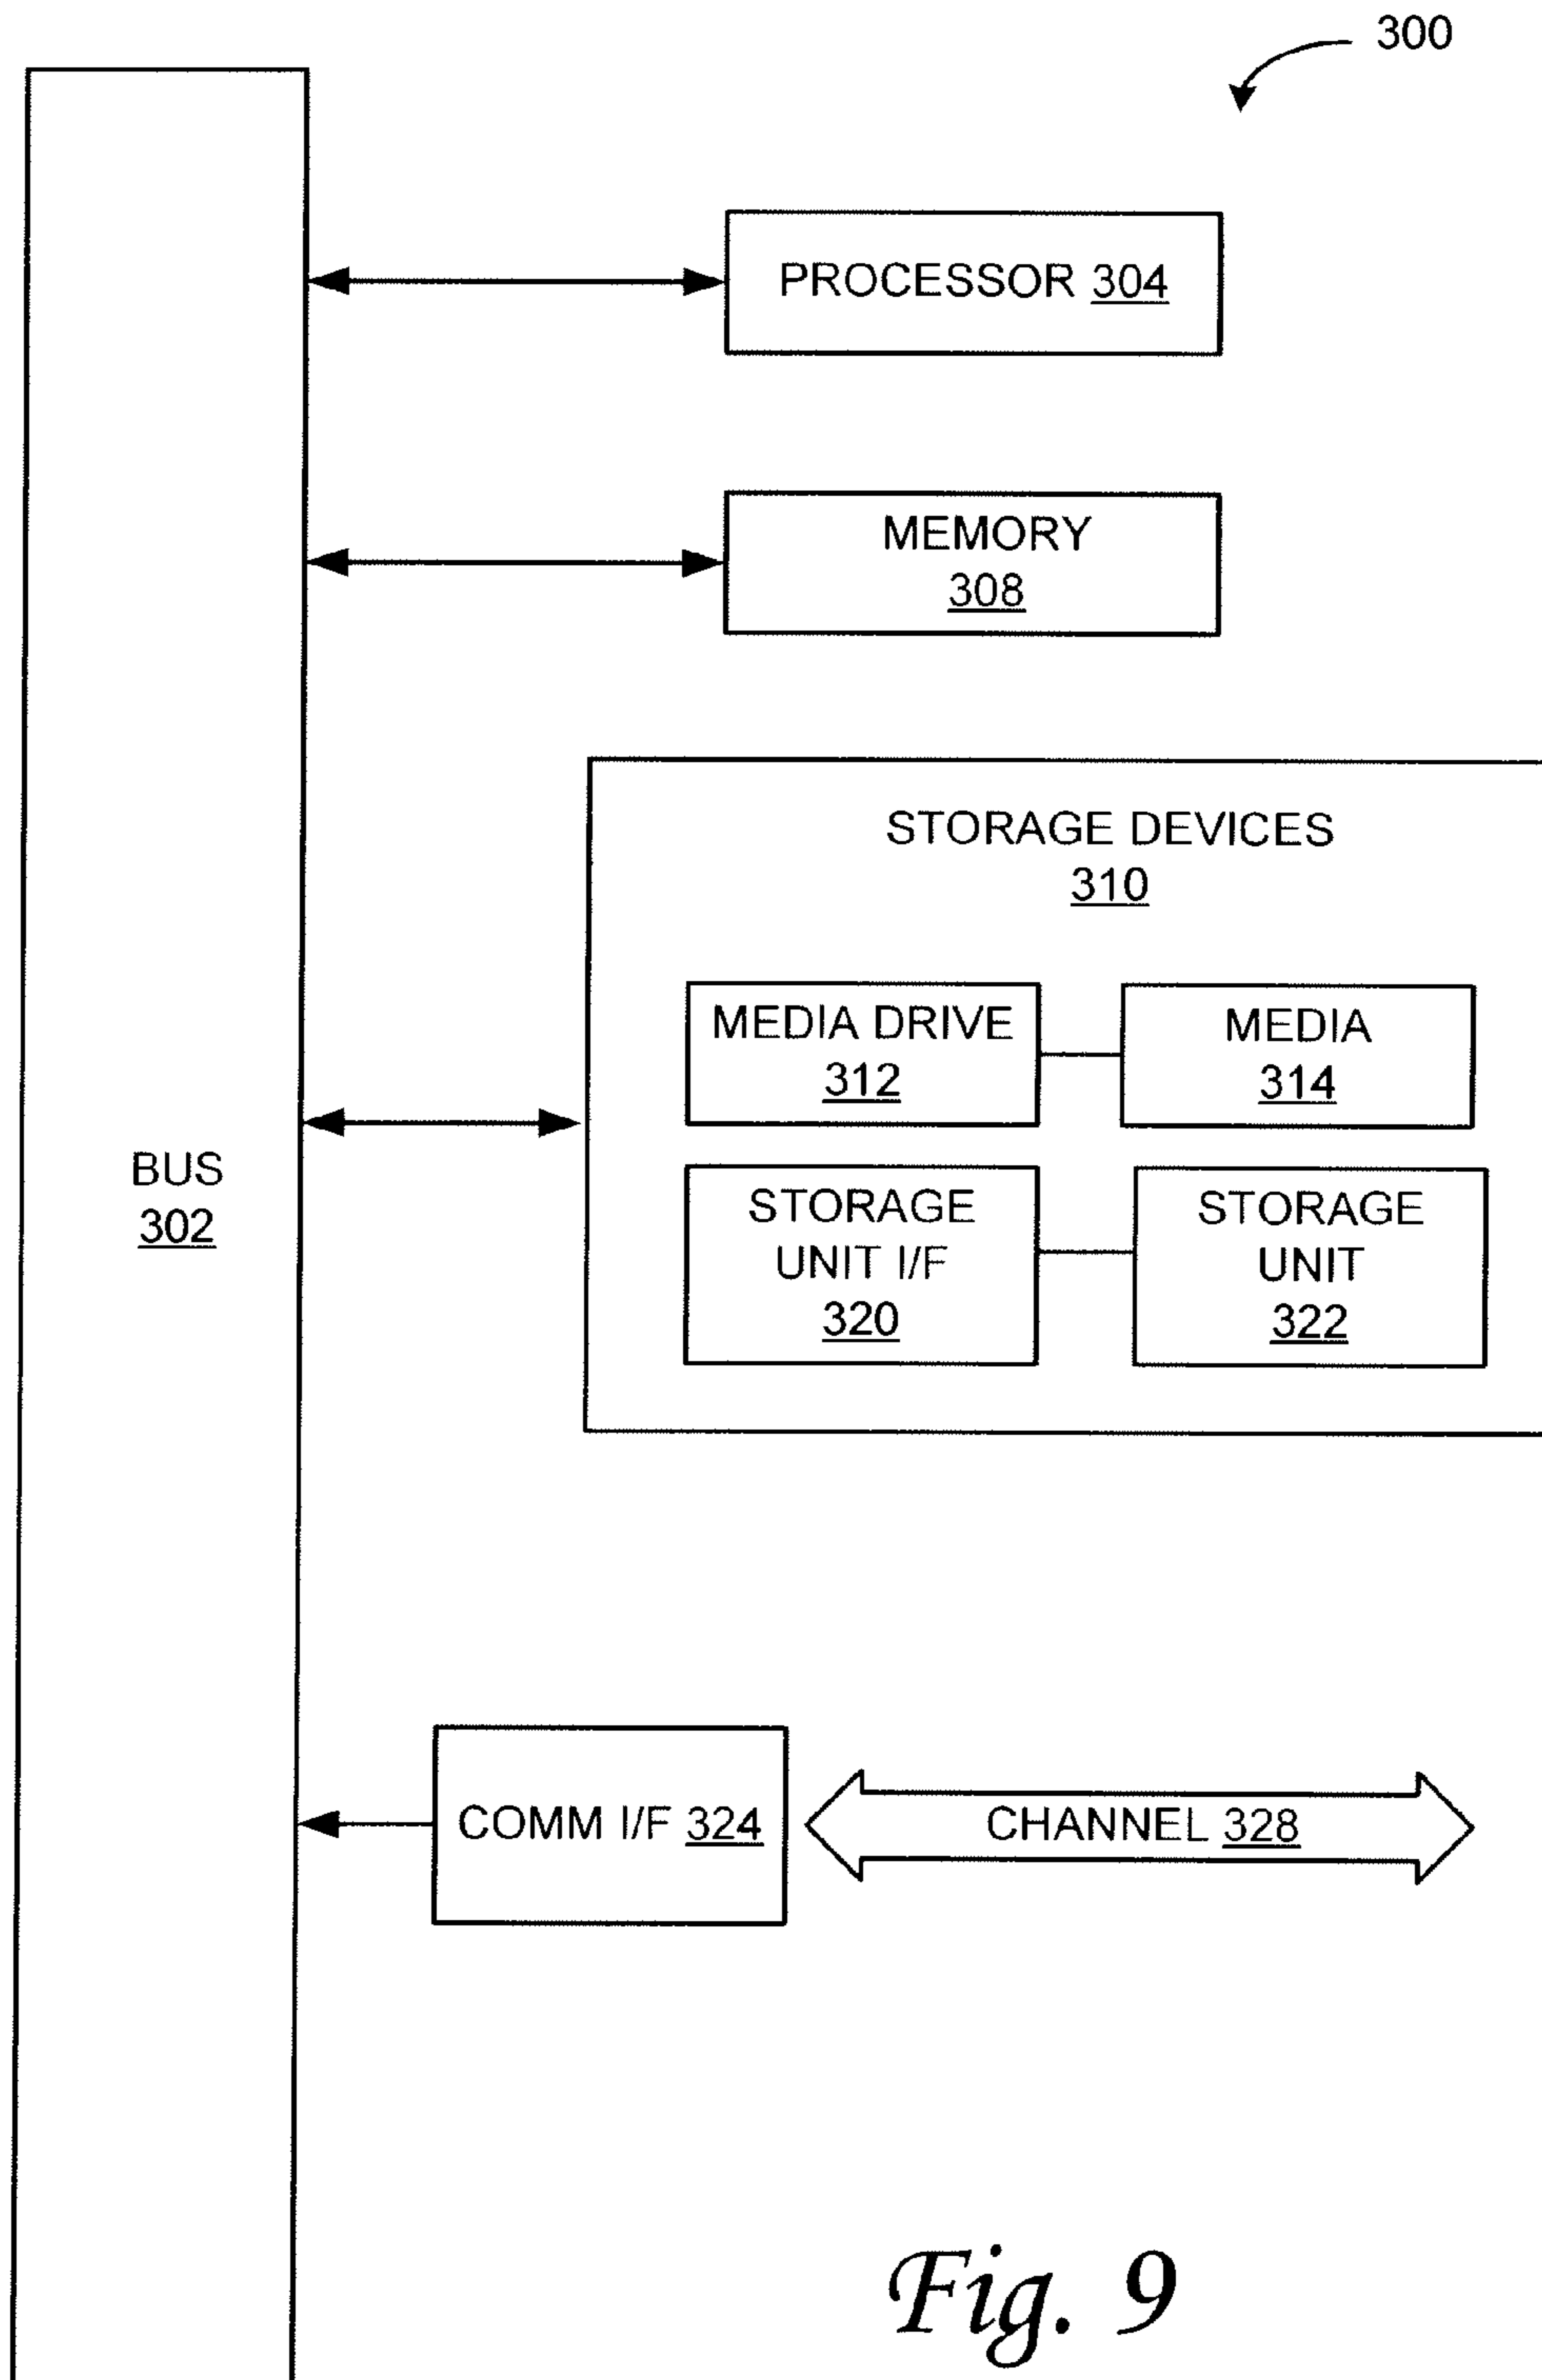 300
PROCESSOR 304
MEMORY
308
STORAGE DEVICES
310
MEDIA DRIVE
312
MEDIA
314
BUS
302
STORAGE
UNIT I/F
320
STORAGE
UNIT
322
COMM I/F 324
CHANNEL 328
Fig. 9